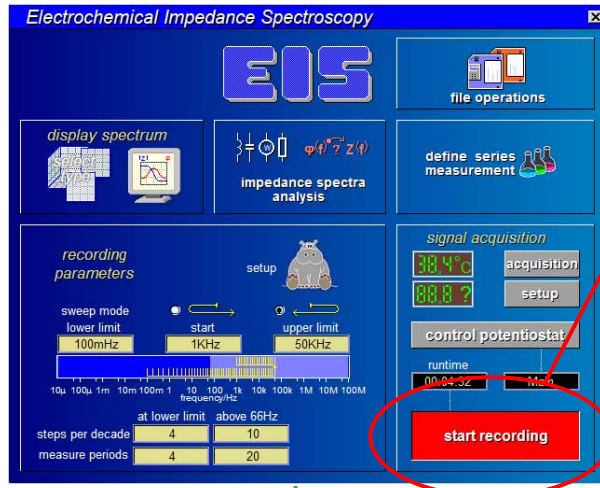 Electrochemical Impedance Spectroscopy
EIS
file operations
display spectrum
select type
|z|
φ(f) ? Z(f)
impedance spectra
analysis
define series
measurement
recording
parameters
setup
sweep mode
lower limit start upper limit
100mHz 1KHz 50KHz
10µ 100µ 1m 10m 100m 1 10 100 1k 10k 100k 1M 10M 100M
frequency/Hz
at lower limit above 66Hz
steps per decade 4 10
measure periods 4 20
signal acquisition
38,4°C acquisition
88,8 ? setup
control potentiostat
runtime
00:04:32 Main
start recording